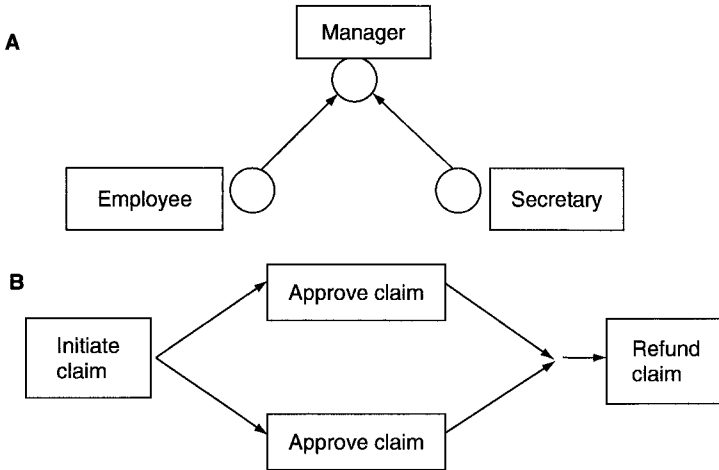 A
Manager
Employee
Secretary
B
Approve claim
Initiate
claim
Refund
claim
Approve claim